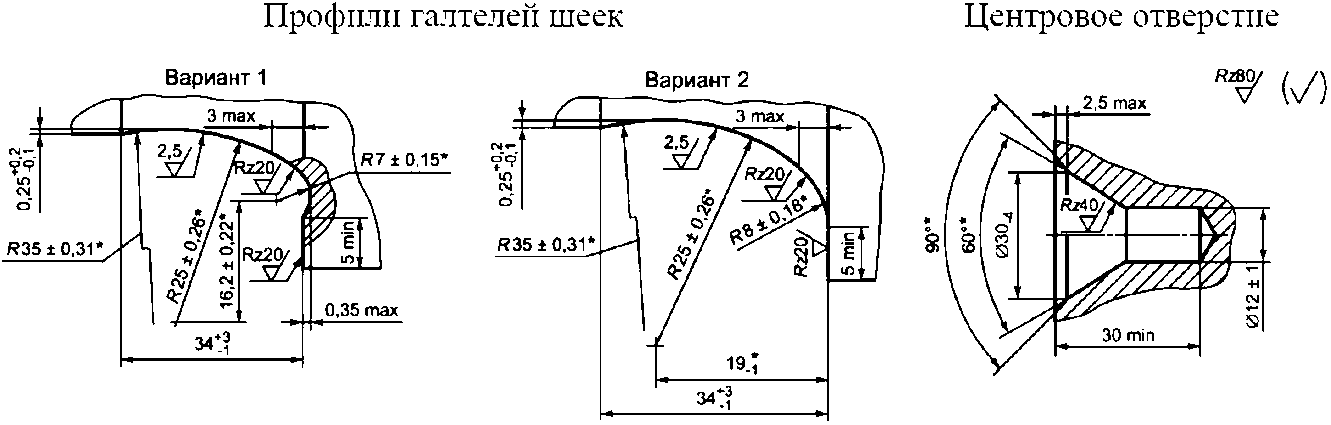 Профили галтелей шеек
Центровое отверстие
Вариант 1
3 max
2,5
Rz20
R7 ± 0,15*
0,25+0,2-0,1
R35 ± 0,31*
R25 ± 0,26*
16,2 ± 0,22*
Rz20
5 min
0,35 max
34+3-1
Вариант 2
3 max
2,5
Rz20
0,25+0,2-0,1
R35 ± 0,31*
R25 ± 0,26*
R8 ± 0,18*
Rz20
5 min
19-1*
34+3-1
Rz80 (√)
2,5 max
Rz40
90°*
60°*
Ø30-4
Ø12 ± 1
30 min